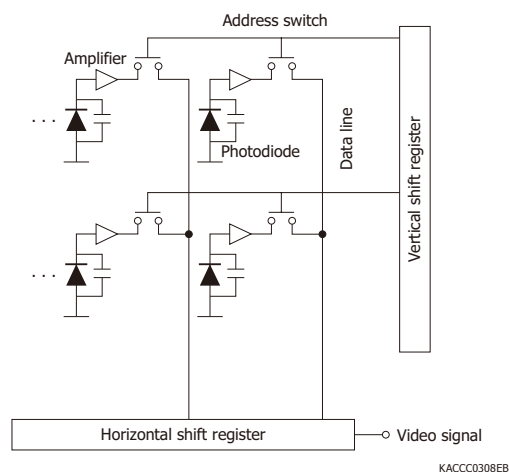 Address switch
Amplifier
. . .
Photodiode
Data line
Vertical shift register
. . .
Horizontal shift register
Video signal
KACCC0308EB